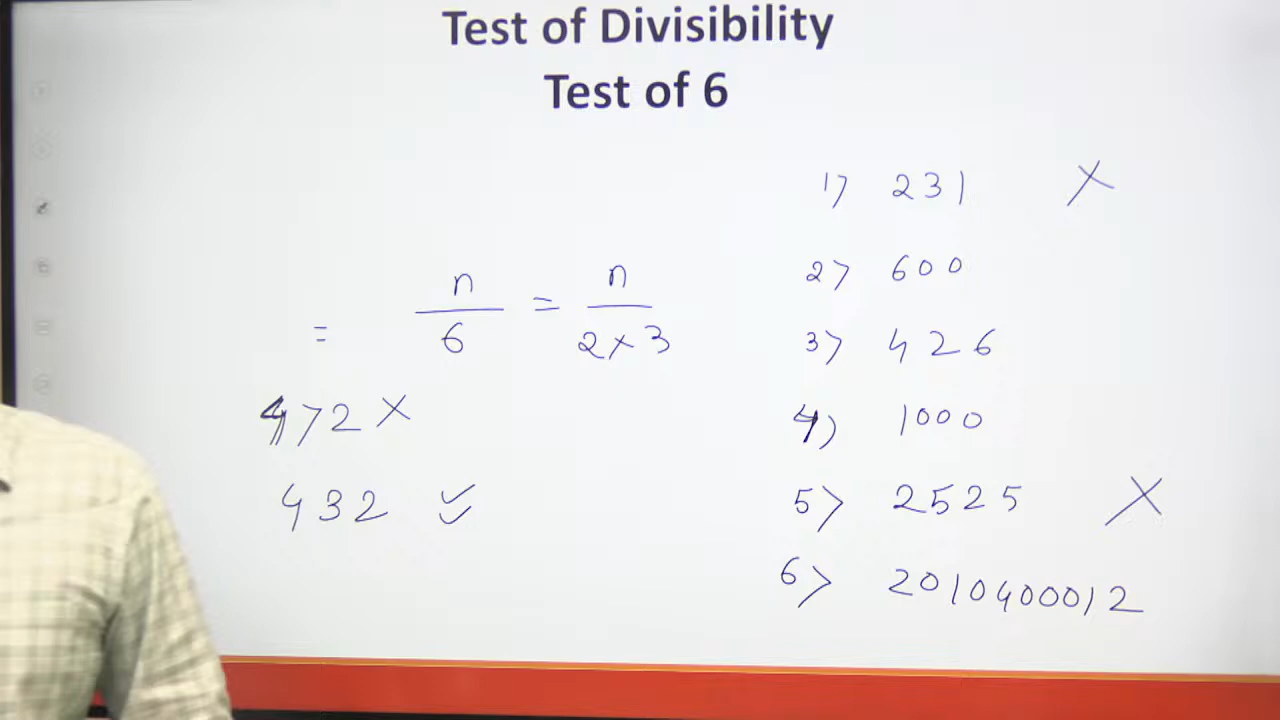 Test of Divisibility
Test of 6
= n/6 = n/2×3
472 ×
432 ✓
1) 231 ×
2) 600
3) 426
4) 1000
5) 2525 ×
6) 2010400012